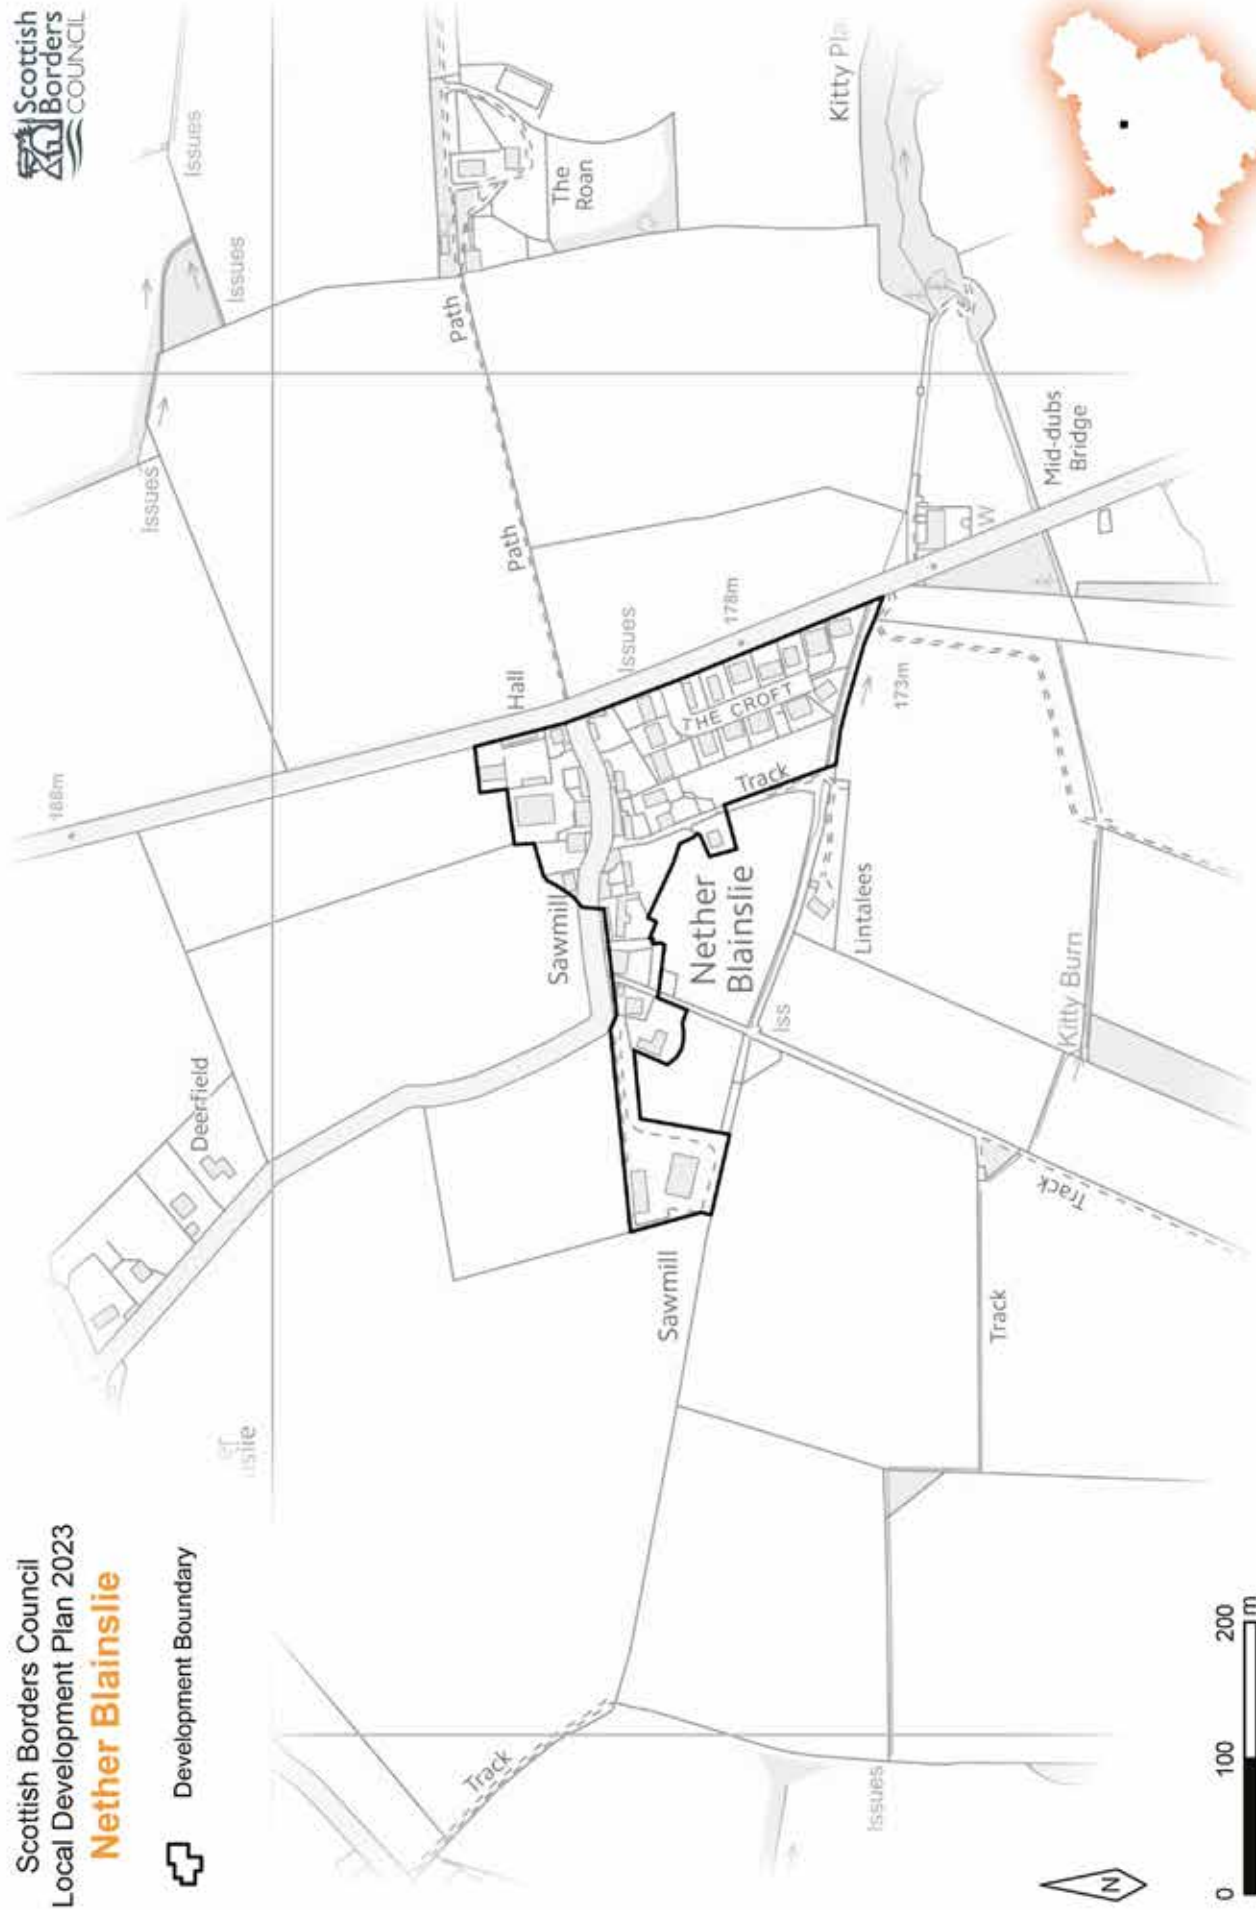 Scottish Borders Council
Local Development Plan 2023
Nether Blainslie
Development Boundary
Scottish
Borders
COUNCIL
Issues
Issues
Issues
188m
Deerfield
Path
Path
The
Roan
Hall
Sawmill
Issues
178m
THE CROFT
Track
Nether
Blainslie
173m
Lintalees
Iss
Kitty Burn
Kitty Pla
Mid-dubs
Bridge
W
Sawmill
Track
Track
Track
Issues
N
0
100
200
m